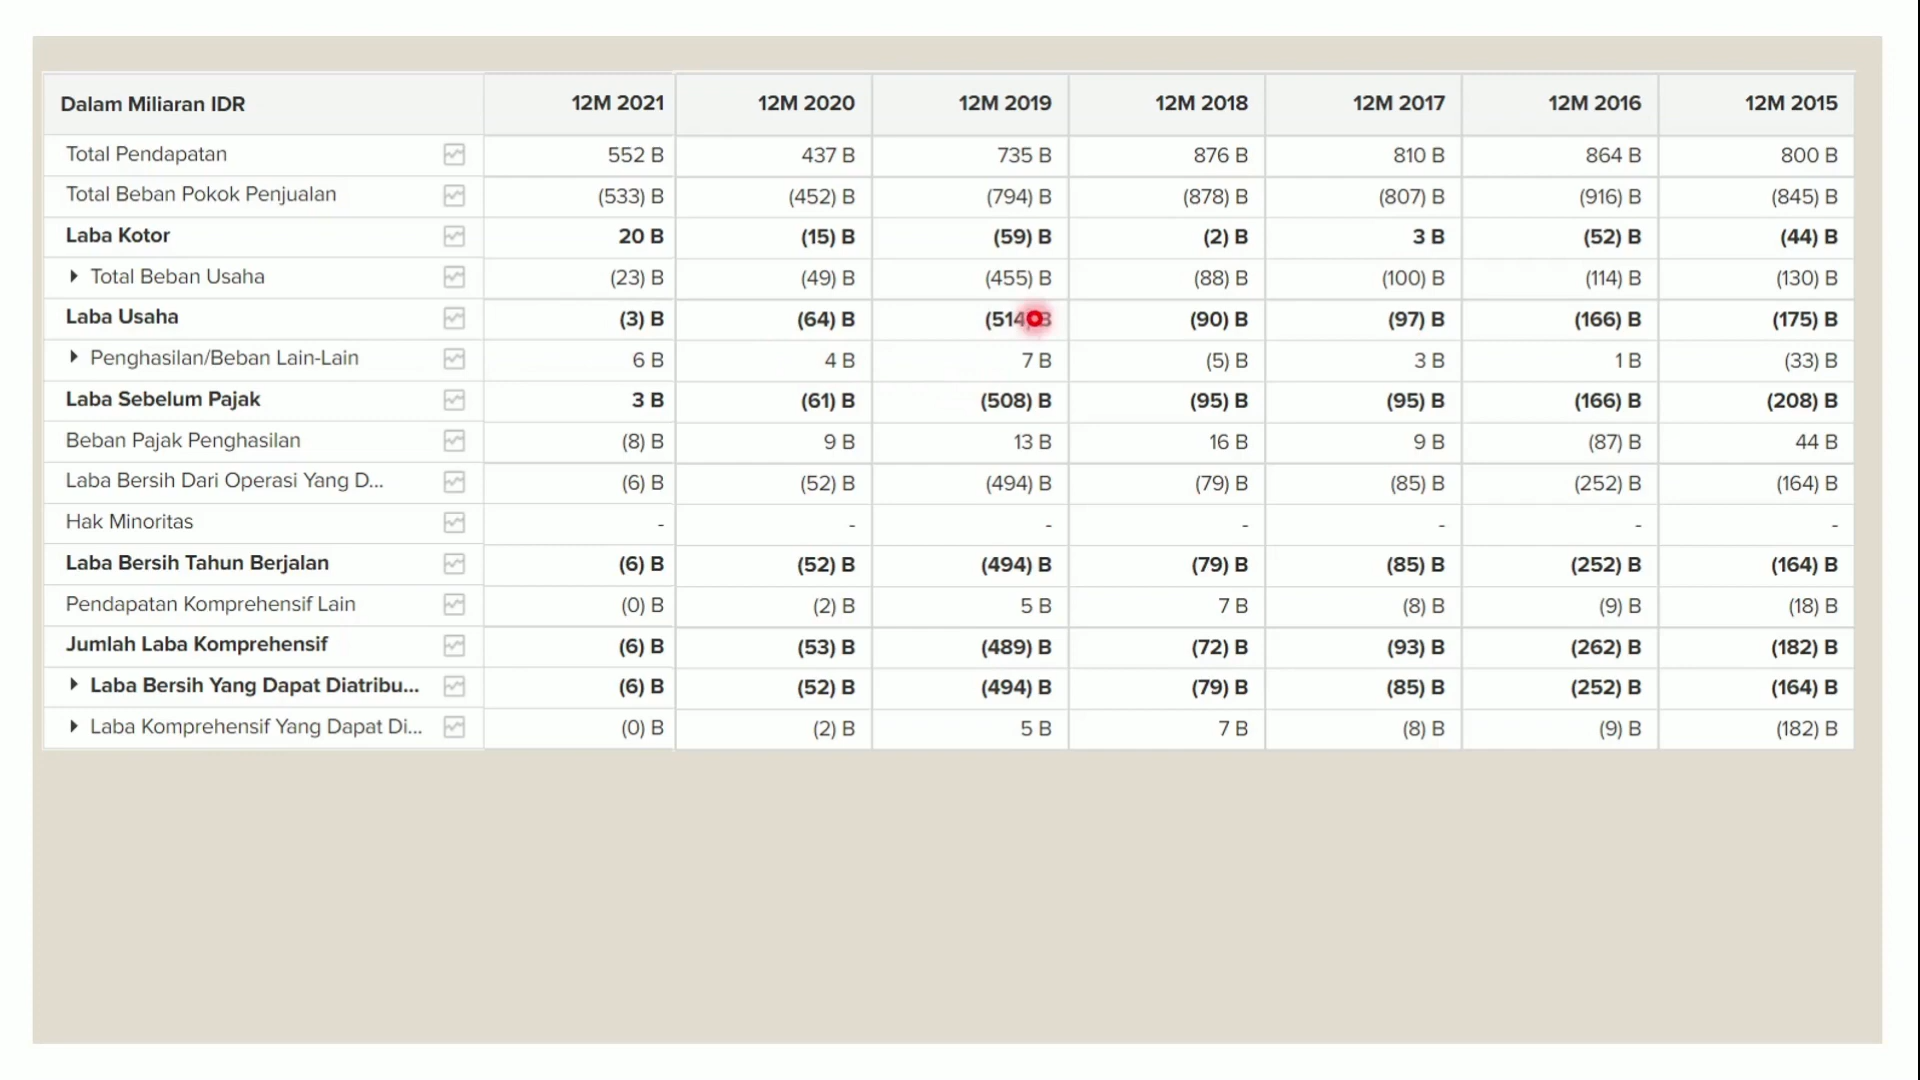 Dalam Miliaran IDR 12M 2021 12M 2020 12M 2019 12M 2018 12M 2017 12M 2016 12M 2015
Total Pendapatan 552 B 437 B 735 B 876 B 810 B 864 B 800 B
Total Beban Pokok Penjualan (533) B (452) B (794) B (878) B (807) B (916) B (845) B
Laba Kotor 20 B (15) B (59) B (2) B 3 B (52) B (44) B
Total Beban Usaha (23) B (49) B (455) B (88) B (100) B (114) B (130) B
Laba Usaha (3) B (64) B (514) B (90) B (97) B (166) B (175) B
Penghasilan/Beban Lain-Lain 6 B 4 B 7 B (5) B 3 B 1 B (33) B
Laba Sebelum Pajak 3 B (61) B (508) B (95) B (95) B (166) B (208) B
Beban Pajak Penghasilan (8) B 9 B 13 B 16 B 9 B (87) B 44 B
Laba Bersih Dari Operasi Yang D... (6) B (52) B (494) B (79) B (85) B (252) B (164) B
Hak Minoritas - - - - - - -
Laba Bersih Tahun Berjalan (6) B (52) B (494) B (79) B (85) B (252) B (164) B
Pendapatan Komprehensif Lain (0) B (2) B 5 B 7 B (8) B (9) B (18) B
Jumlah Laba Komprehensif (6) B (53) B (489) B (72) B (93) B (262) B (182) B
Laba Bersih Yang Dapat Diatribu... (6) B (52) B (494) B (79) B (85) B (252) B (164) B
Laba Komprehensif Yang Dapat Di... (0) B (2) B 5 B 7 B (8) B (9) B (182) B